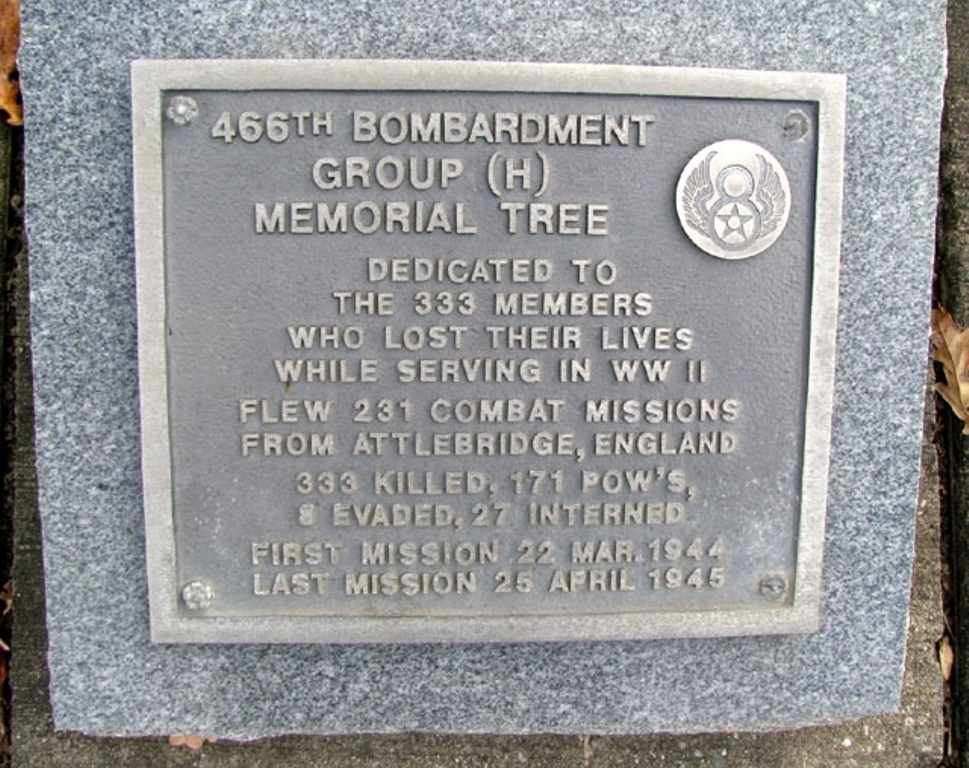 466TH BOMBARDMENT
GROUP (H)
MEMORIAL TREE
DEDICATED TO
THE 333 MEMBERS
WHO LOST THEIR LIVES
WHILE SERVING IN WW II
FLEW 231 COMBAT MISSIONS
FROM ATTLEBRIDGE, ENGLAND
333 KILLED, 171 POW'S,
8 EVADED, 27 INTERNED
FIRST MISSION 22 MAR. 1944
LAST MISSION 25 APRIL 1945